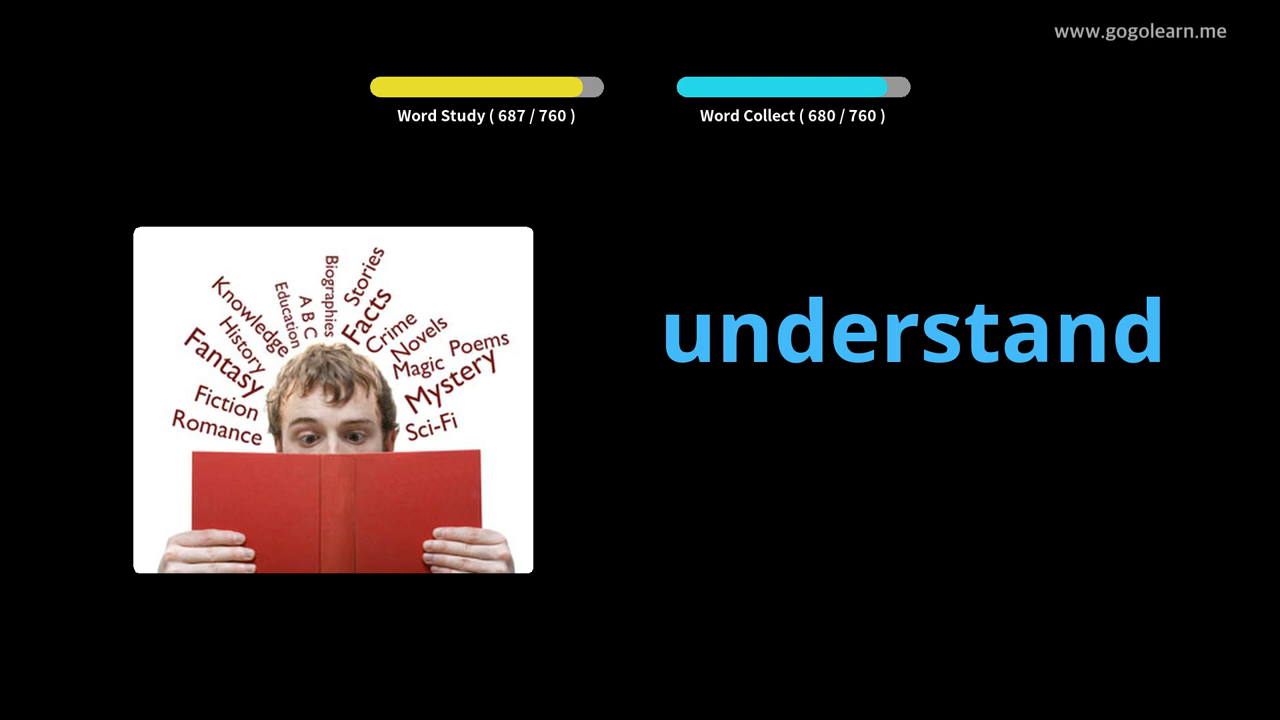 www.gogolearn.me
Word Study ( 687 / 760 )
Word Collect ( 680 / 760 )
Knowledge
Education
A B C
Biographies
Stories
History
Facts
Crime
Novels
Fantasy
Magic
Poems
Mystery
Fiction
Romance
Sci-Fi
understand